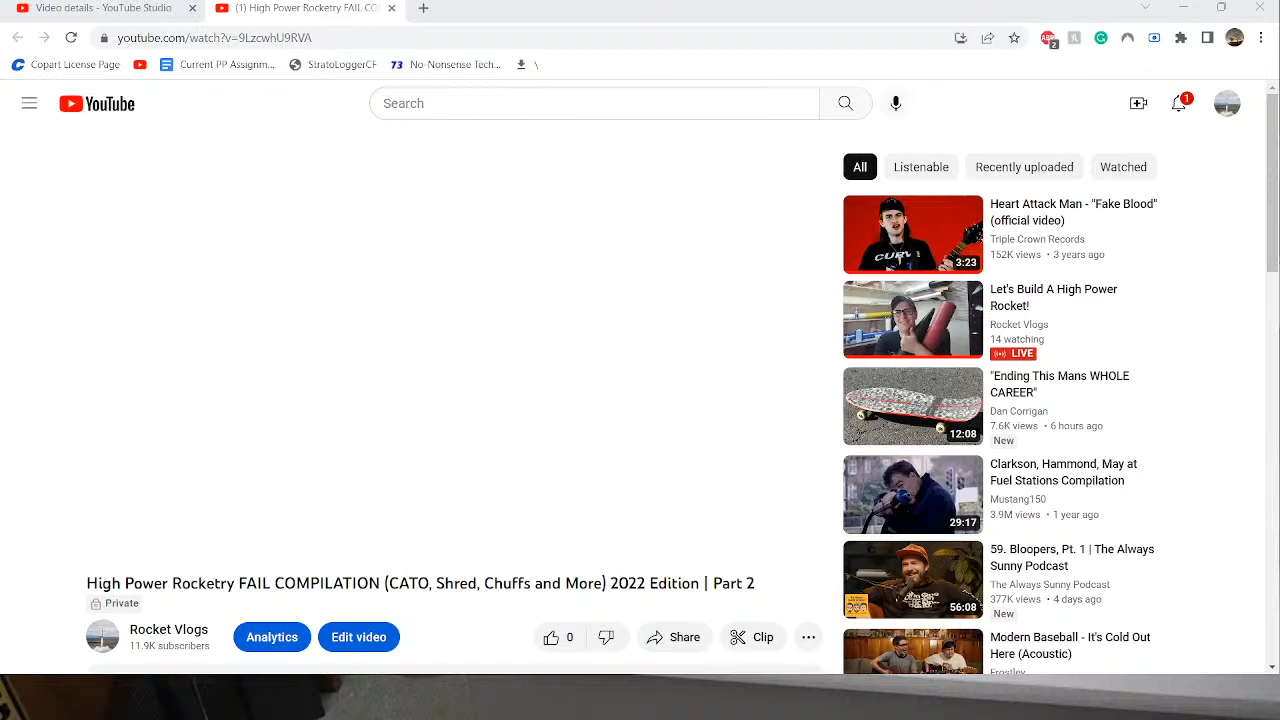 Video details - YouTube Studio
(1) High Power Rocketry FAIL CO
youtube.com/watch?v=9LzcwhU9RVA
2
Copart License Page
Current PP Assignm...
StratoLoggerCF
73 No-Nonsense Tech...
\
YouTube
Search
1
All
Listenable
Recently uploaded
Watched
CURV
3:23
Heart Attack Man - "Fake Blood"
(official video)
Triple Crown Records
152K views • 3 years ago
Let's Build A High Power
Rocket!
Rocket Vlogs
14 watching
LIVE
12:08
"Ending This Mans WHOLE
CAREER"
Dan Corrigan
7.6K views • 6 hours ago
New
29:17
Clarkson, Hammond, May at
Fuel Stations Compilation
Mustang150
3.9M views • 1 year ago
56:08
59. Bloopers, Pt. 1 | The Always
Sunny Podcast
The Always Sunny Podcast
377K views • 4 days ago
New
Modern Baseball - It's Cold Out
Here (Acoustic)
Frostley
High Power Rocketry FAIL COMPILATION (CATO, Shred, Chuffs and More) 2022 Edition | Part 2
Private
Rocket Vlogs
11.9K subscribers
Analytics
Edit video
0
Share
Clip